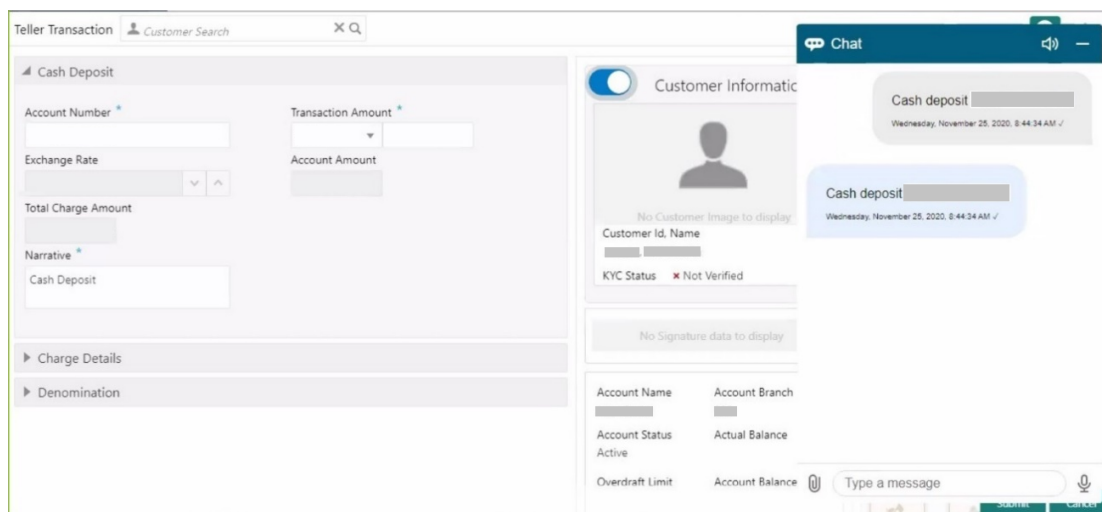 Teller Transaction
Customer Search
Cash Deposit
Account Number *
Transaction Amount *
Exchange Rate
Account Amount
Total Charge Amount
Narrative *
Cash Deposit
Charge Details
Denomination
Customer Informatic
No Customer Image to display
Customer Id, Name
KYC Status × Not Verified
No Signature data to display
Account Name
Account Branch
Account Status
Actual Balance
Active
Overdraft Limit
Account Balance
Chat
Cash deposit
Wednesday, November 25, 2020, 8:44:34 AM ✓
Cash deposit
Wednesday, November 25, 2020, 8:44:34 AM ✓
Type a message
Submit
Cancel